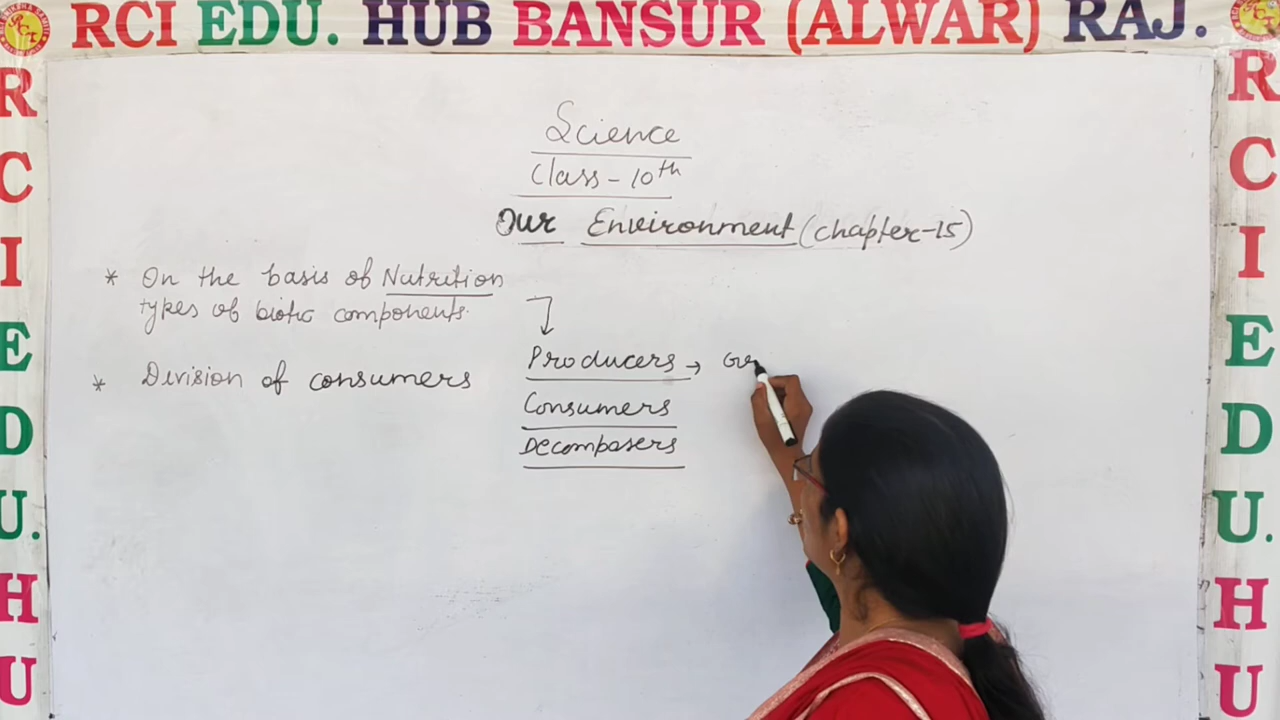 RCI EDU. HUB BANSUR (ALWAR) RAJ.
R
C
I
E
D
U.
H
U
Science
Class - 10th
Our Environment (chapter-15)
* On the basis of Nutrition
types of biotic components.
* Division of consumers
Producers → Gr
Consumers
Decomposers
R
C
I
E
D
U.
H
U